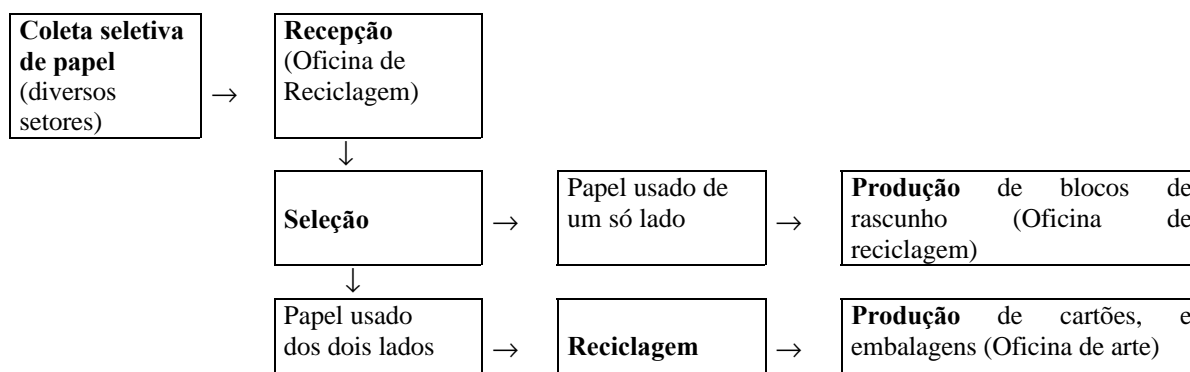 Coleta seletiva
de papel
(diversos
setores)
→
Recepção
(Oficina de
Reciclagem)
↓
Seleção
→
Papel usado de
um só lado
→
Produção de blocos de
rascunho (Oficina de
reciclagem)
↓
Papel usado
dos dois lados
→
Reciclagem
→
Produção de cartões, e
embalagens (Oficina de arte)